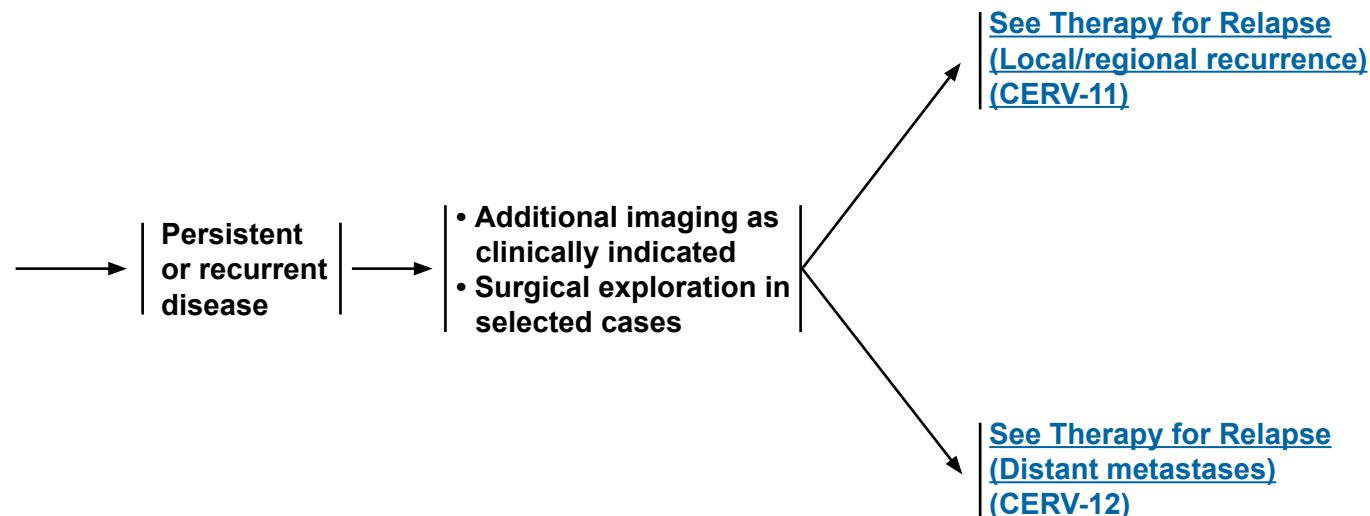 Persistent
or recurrent
disease
• Additional imaging as
clinically indicated
• Surgical exploration in
selected cases
See Therapy for Relapse
(Local/regional recurrence)
(CERV-11)
See Therapy for Relapse
(Distant metastases)
(CERV-12)